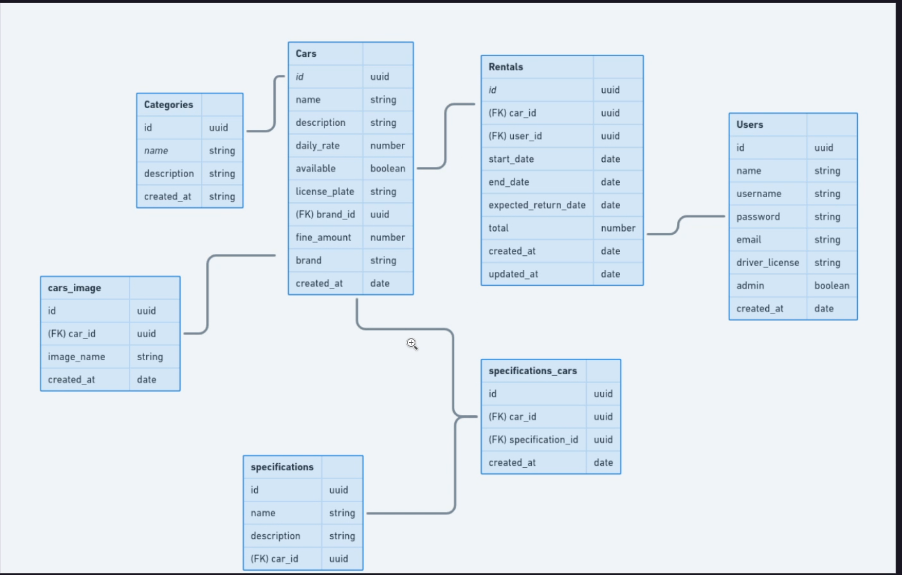 Categories
id uuid
name string
description string
created_at string
Cars
id uuid
name string
description string
daily_rate number
available boolean
license_plate string
(FK) brand_id uuid
fine_amount number
brand string
created_at date
Rentals
id uuid
(FK) car_id uuid
(FK) user_id uuid
start_date date
end_date date
expected_return_date date
total number
created_at date
updated_at date
Users
id uuid
name string
username string
password string
email string
driver_license string
admin boolean
created_at date
cars_image
id uuid
(FK) car_id uuid
image_name string
created_at date
specifications_cars
id uuid
(FK) car_id uuid
(FK) specification_id uuid
created_at date
specifications
id uuid
name string
description string
(FK) car_id uuid